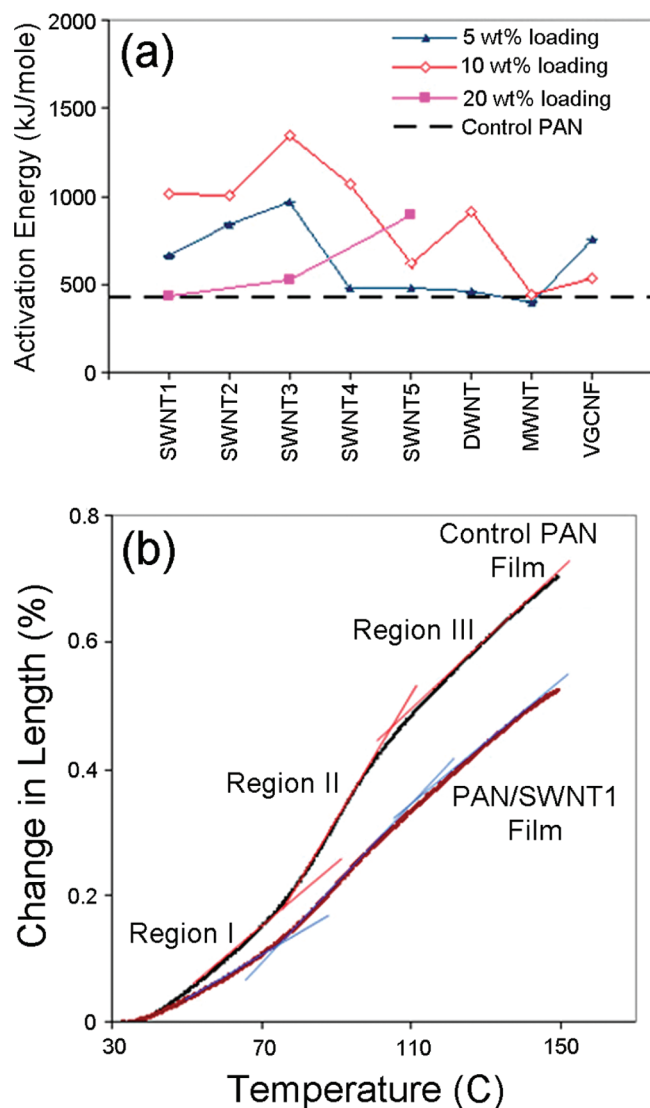 2000
(a)
5 wt% loading
10 wt% loading
20 wt% loading
Control PAN
1500
1000
500
0
Activation Energy (kJ/mole)
SWNT1
SWNT2
SWNT3
SWNT4
SWNT5
DWNT
MWNT
VGCNF
0.8
(b)
Control PAN
Film
Region III
0.6
Region II
0.4
PAN/SWNT1
Film
Region I
0.2
0
Change in Length (%)
30
70
110
150
Temperature (C)